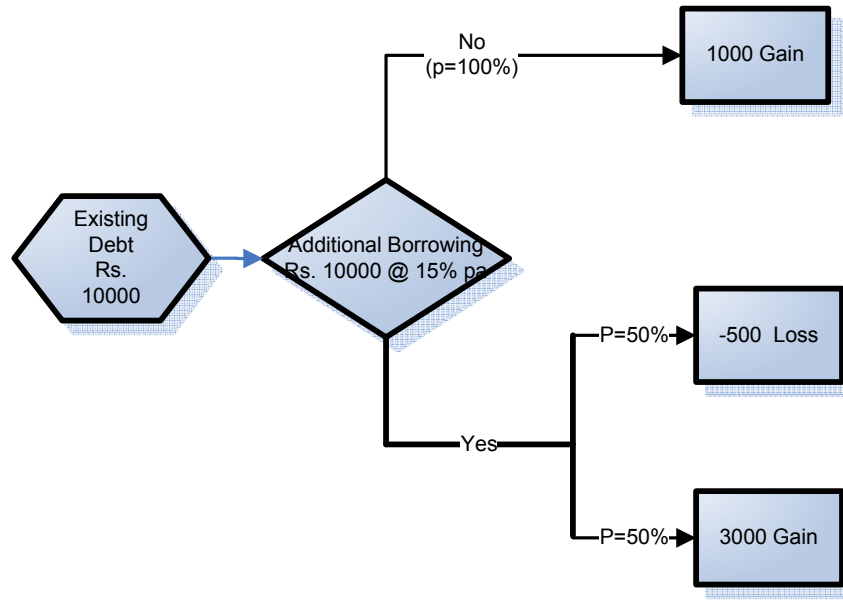 No
(p=100%)
1000 Gain
Existing
Debt
Rs.
10000
Additional Borrowing
Rs. 10000 @ 15% pa
P=50%
-500 Loss
Yes
P=50%
3000 Gain